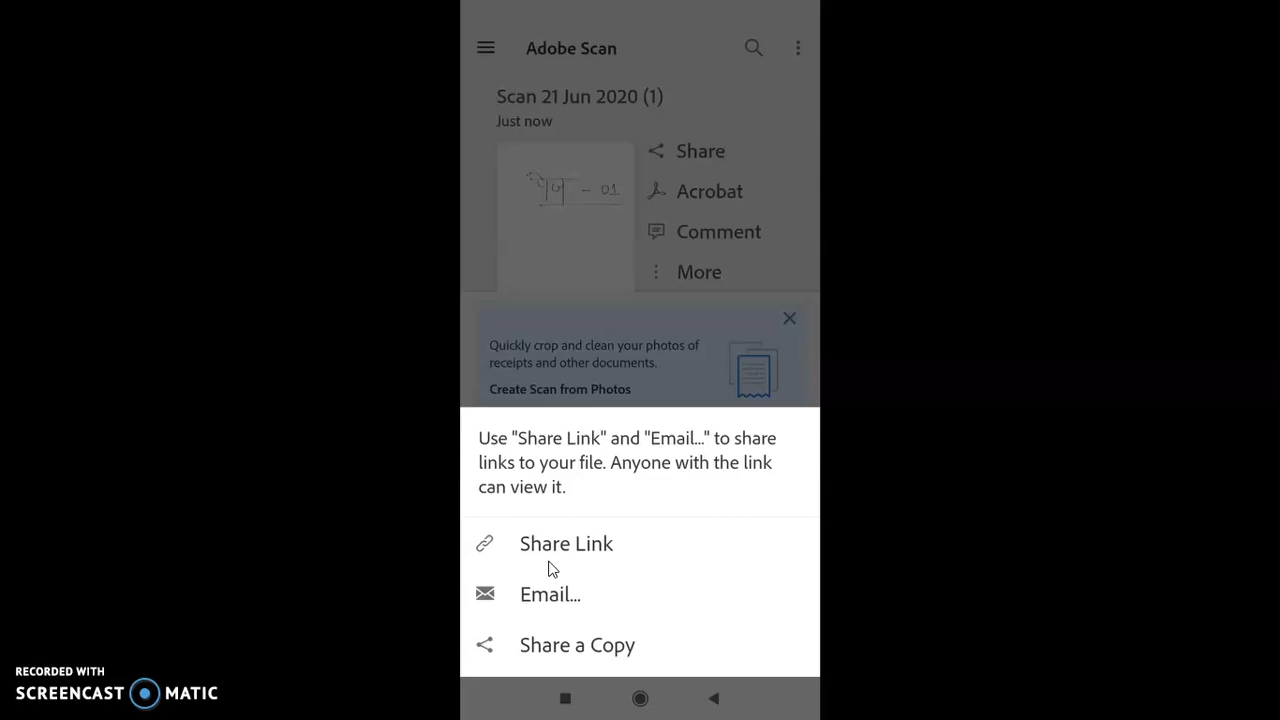 Adobe Scan
Scan 21 Jun 2020 (1)
Just now
Share
Acrobat
Comment
More
- 01
Quickly crop and clean your photos of
receipts and other documents.
Create Scan from Photos
Use "Share Link" and "Email..." to share
links to your file. Anyone with the link
can view it.
Share Link
Email...
Share a Copy
RECORDED WITH
SCREENCAST MATIC